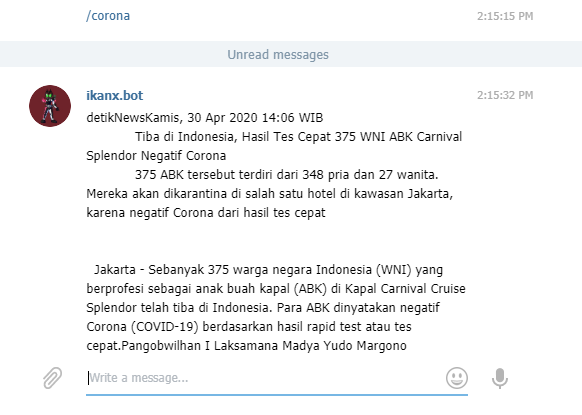 /corona
2:15:15 PM
Unread messages
ikanx.bot
2:15:32 PM
detikNewsKamis, 30 Apr 2020 14:06 WIB
Tiba di Indonesia, Hasil Tes Cepat 375 WNI ABK Carnival
Splendor Negatif Corona
375 ABK tersebut terdiri dari 348 pria dan 27 wanita.
Mereka akan dikarantina di salah satu hotel di kawasan Jakarta,
karena negatif Corona dari hasil tes cepat
Jakarta - Sebanyak 375 warga negara Indonesia (WNI) yang
berprofesi sebagai anak buah kapal (ABK) di Kapal Carnival Cruise
Splendor telah tiba di Indonesia. Para ABK dinyatakan negatif
Corona (COVID-19) berdasarkan hasil rapid test atau tes
cepat.Pangobwilhan I Laksamana Madya Yudo Margono
Write a message...